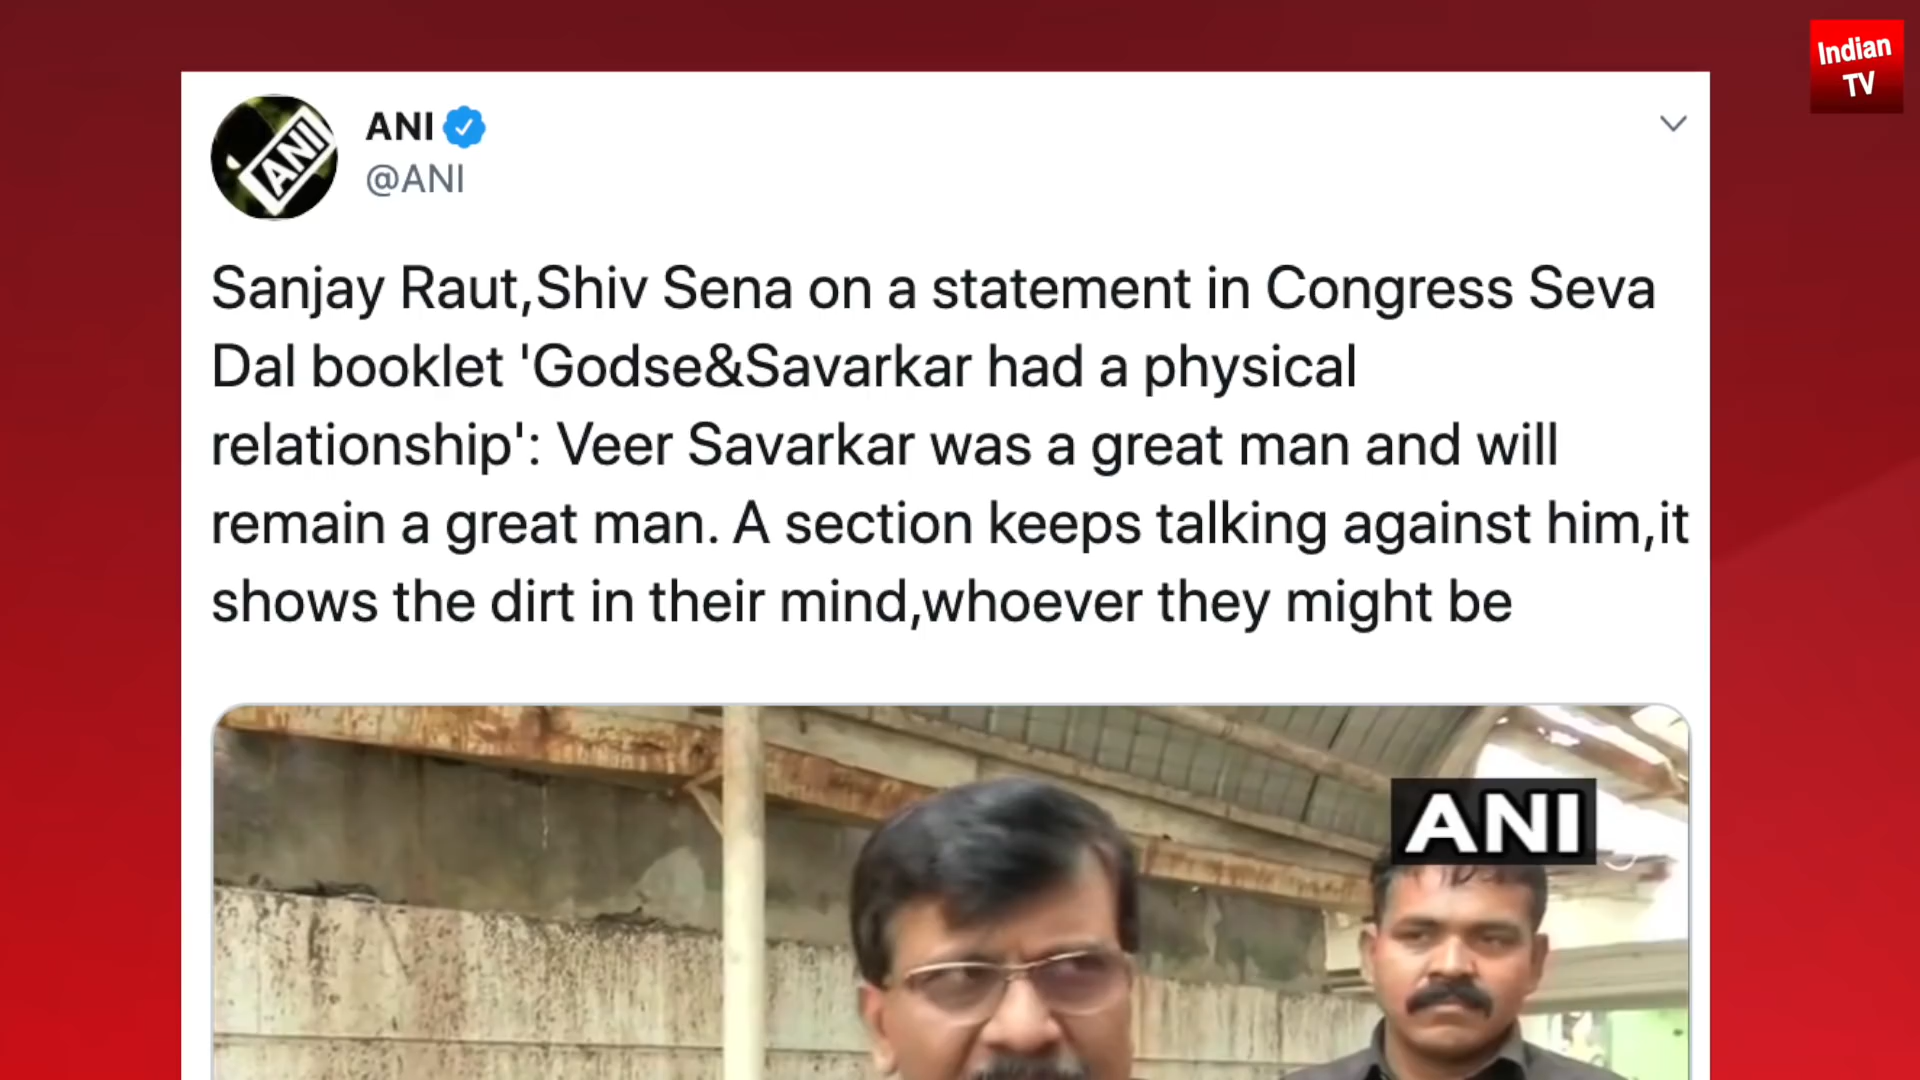 Indian
TV
ANI
ANI
@ANI
Sanjay Raut,Shiv Sena on a statement in Congress Seva
Dal booklet 'Godse&Savarkar had a physical
relationship': Veer Savarkar was a great man and will
remain a great man. A section keeps talking against him,it
shows the dirt in their mind,whoever they might be
ANI